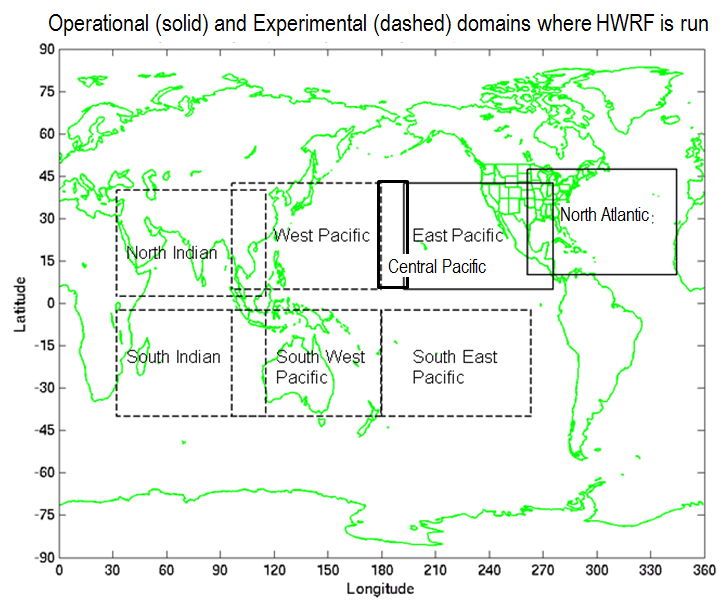 Operational (solid) and Experimental (dashed) domains where HWRF is run
90
75
60
45
30
15
0
-15
-30
-45
-60
-75
-90
Latitude
North Atlantic
West Pacific
East Pacific
North Indian
Central Pacific
South Indian
South West
Pacific
South East
Pacific
0
30
60
90
120
150
180
210
240
270
300
330
360
Longitude